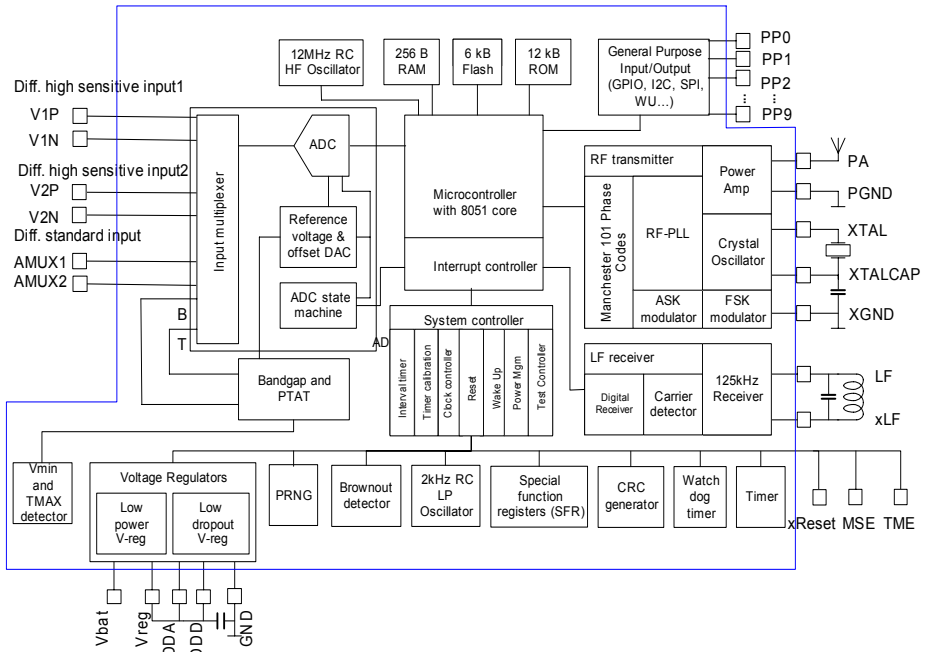 12MHz RC
HF Oscillator
256 B
RAM
6 kB
Flash
12 kB
ROM
General Purpose
Input/Output
(GPIO, I2C, SPI,
WU...)
PP0
PP1
PP2
PP9
Diff. high sensitive input1
V1P
V1N
Diff. high sensitive input2
V2P
V2N
Diff. standard input
AMUX1
AMUX2
Input multiplexer
B
T
ADC
Reference
voltage &
offset DAC
ADC state
machine
AD
Microcontroller
with 8051 core
Interrupt controller
RF transmitter
Manchester 101 Phase
Codes
RF-PLL
Power
Amp
Crystal
Oscillator
ASK
modulator
FSK
modulator
PA
PGND
XTAL
XTALCAP
XGND
System controller
Interval timer
Timer calibration
Clock controller
Reset
Wake Up
Power Mgm
Test Controller
LF receiver
Digital
Receiver
Carrier
detector
125kHz
Receiver
LF
xLF
Bandgap and
PTAT
Vmin
and
TMAX
detector
Voltage Regulators
Low
power
V-reg
Low
dropout
V-reg
PRNG
Brownout
detector
2kHz RC
LP
Oscillator
Special
function
registers (SFR)
CRC
generator
Watch
dog
timer
Timer
xReset
MSE
TME
Vbat
Vreg
DDA
DDD
GND